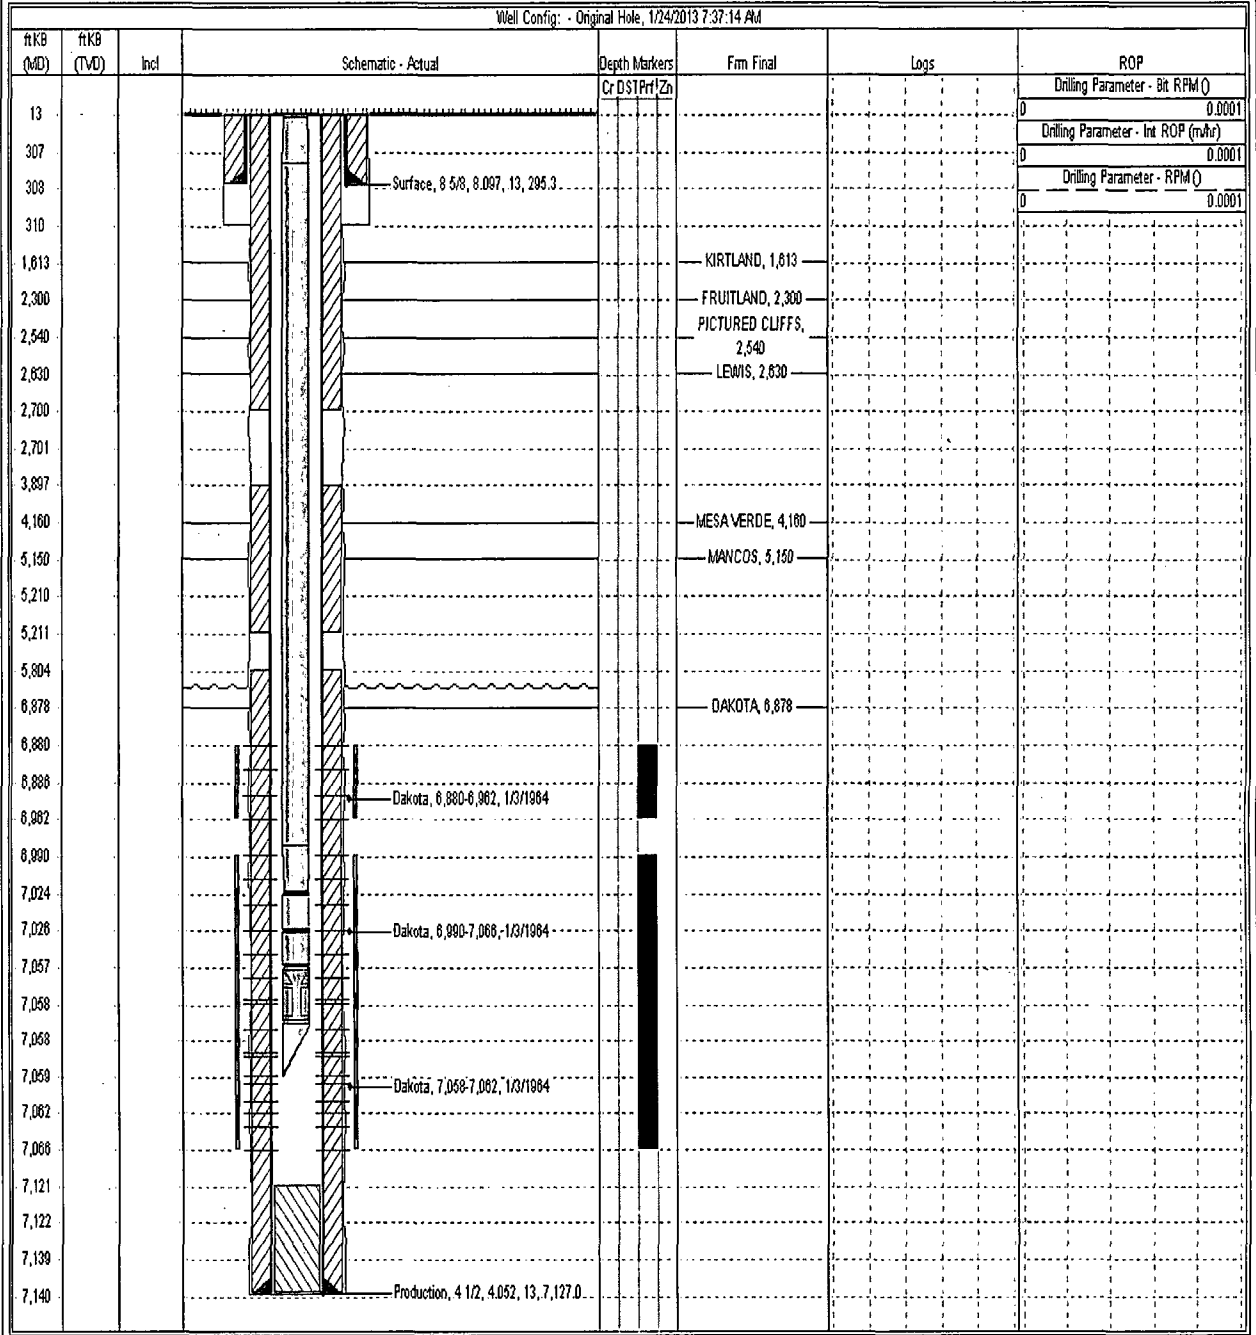 Well Config: - Original Hole, 1/24/2013 7:37:14 AM
ftKB (MD)
ftKB (TVD)
Incl
Schematic - Actual
Depth Markers
Frm Final
Logs
ROP
Cr DST Prf Zn
Drilling Parameter - Bit RPM ()
0 0.0001
Drilling Parameter - Int ROP (m/hr)
0 0.0001
Drilling Parameter - RPM ()
0 0.0001
13
307
308
Surface, 8 5/8, 8.097, 13, 295.3
310
1,613
KIRTLAND, 1,613
2,300
FRUITLAND, 2,300
PICTURED CLIFFS,
2,540
2,540
2,630
LEWIS, 2,630
2,700
2,701
3,897
4,160
MESAVERDE, 4,160
5,150
MANCOS, 5,150
5,210
5,211
5,804
6,878
DAKOTA, 6,878
6,880
6,886
Dakota, 6,880-6,962, 1/3/1964
6,962
6,990
7,024
7,026
Dakota, 6,990-7,066, 1/3/1964
7,057
7,058
7,058
7,059
Dakota, 7,058-7,062, 1/3/1964
7,062
7,066
7,121
7,122
7,139
7,140
Production, 4 1/2, 4.052, 13, 7,127.0